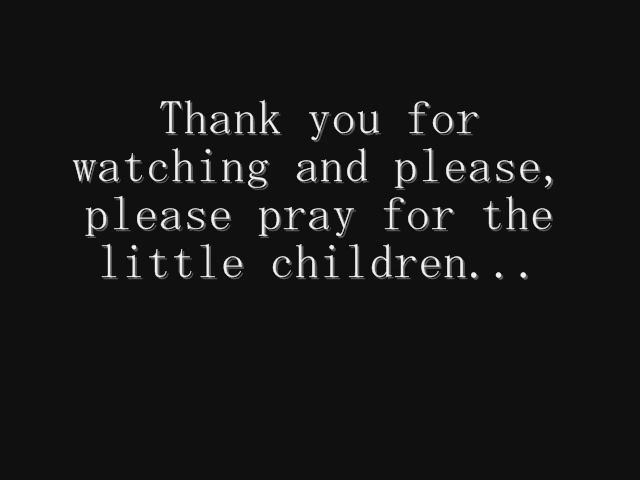 Thank you for
watching and please,
please pray for the
little children...